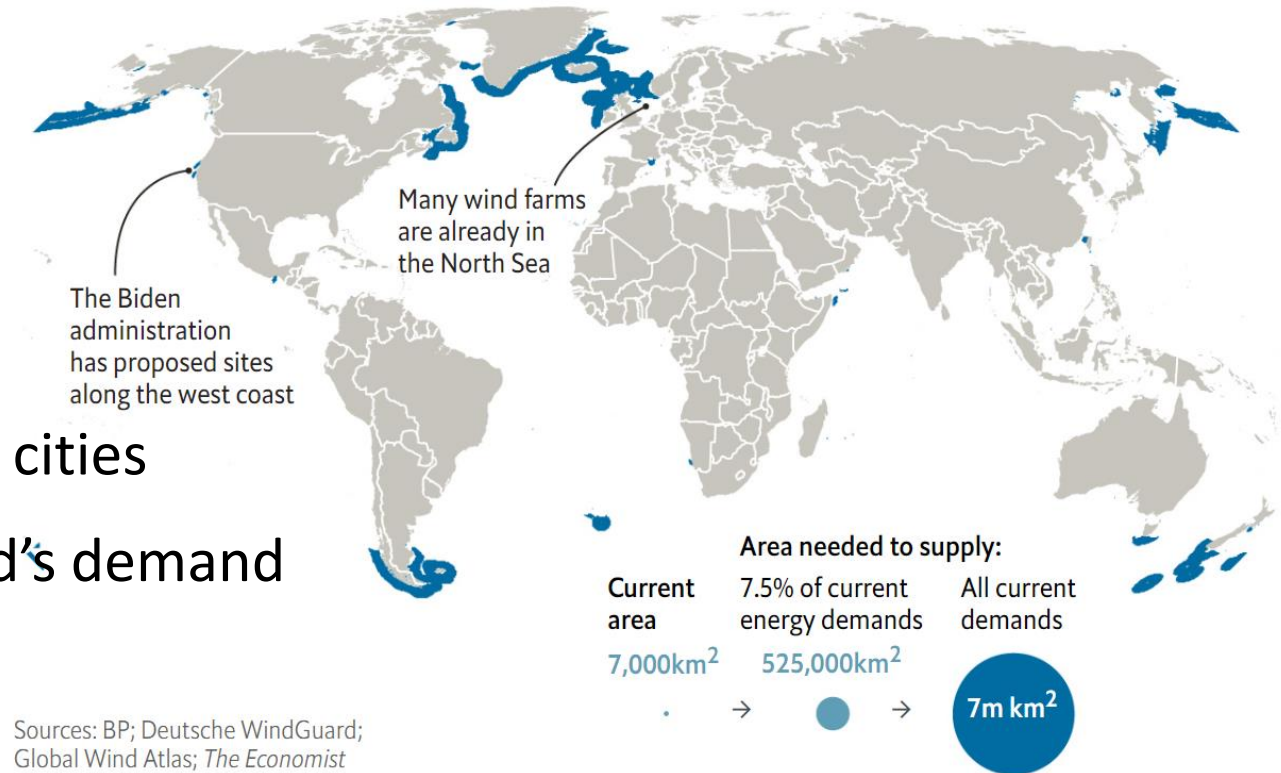 Many wind farms
are already in
the North Sea
The Biden
administration
has proposed sites
along the west coast
cities
d’s demand
Area needed to supply:
Current
area
7,000km²
7.5% of current
energy demands
525,000km²
All current
demands
7m km²
→
→
Sources: BP; Deutsche WindGuard;
Global Wind Atlas; The Economist